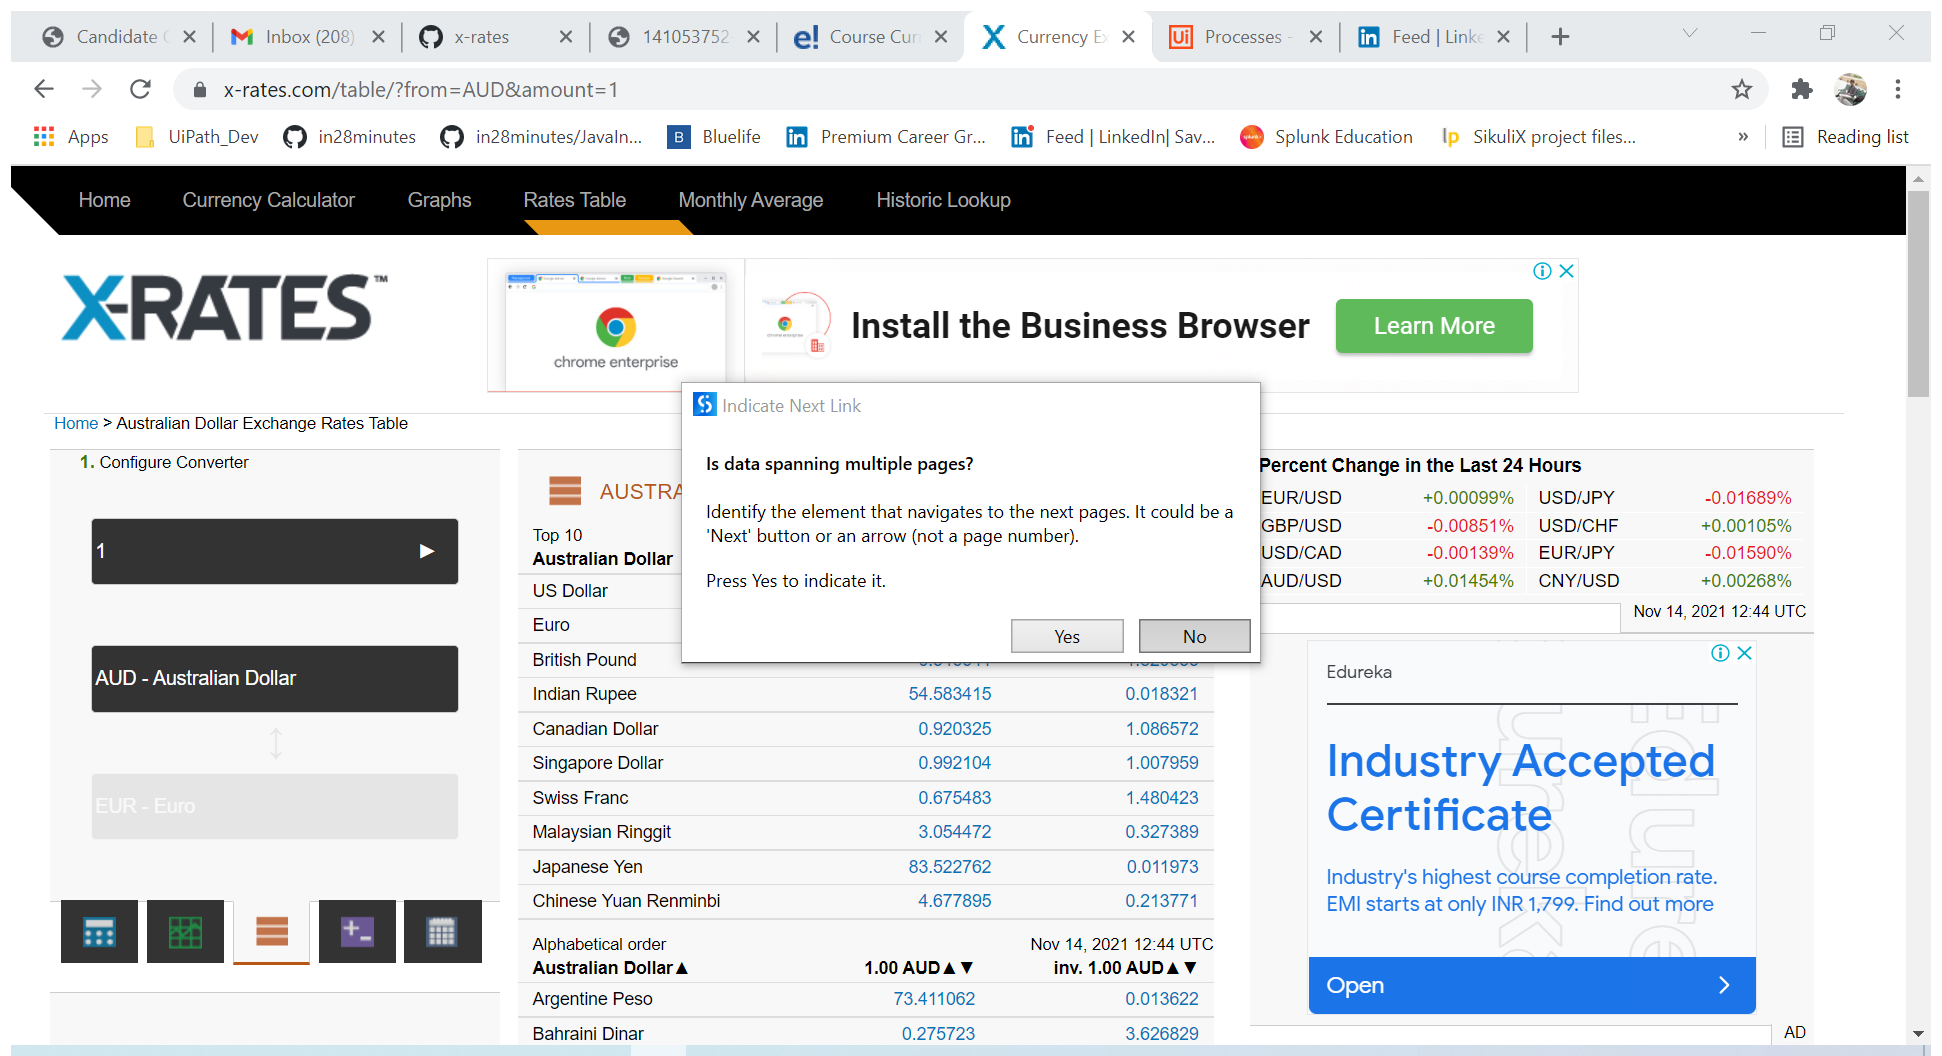 Candidate C
Inbox (208)
x-rates
141053752
Course Curr
Currency Ex
Processes -
Feed | Linke
x-rates.com/table/?from=AUD&amount=1
Apps
UiPath_Dev
in28minutes
in28minutes/JavaIn...
Bluelife
Premium Career Gr...
Feed | LinkedIn| Sav...
Splunk Education
SikuliX project files...
»
Reading list
Home
Currency Calculator
Graphs
Rates Table
Monthly Average
Historic Lookup
X-RATES™
chrome enterprise
Install the Business Browser
Learn More
Home > Australian Dollar Exchange Rates Table
1. Configure Converter
1
AUD - Australian Dollar
EUR - Euro
AUSTRA
Top 10
Australian Dollar
US Dollar
Euro
British Pound
Indian Rupee 54.583415 0.018321
Canadian Dollar 0.920325 1.086572
Singapore Dollar 0.992104 1.007959
Swiss Franc 0.675483 1.480423
Malaysian Ringgit 3.054472 0.327389
Japanese Yen 83.522762 0.011973
Chinese Yuan Renminbi 4.677895 0.213771
Alphabetical order Nov 14, 2021 12:44 UTC
Australian Dollar▲ 1.00 AUD▲▼ inv. 1.00 AUD▲▼
Argentine Peso 73.411062 0.013622
Bahraini Dinar 0.275723 3.626829
Indicate Next Link
Is data spanning multiple pages?
Identify the element that navigates to the next pages. It could be a
'Next' button or an arrow (not a page number).
Press Yes to indicate it.
Yes
No
Percent Change in the Last 24 Hours
EUR/USD +0.00099% USD/JPY -0.01689%
GBP/USD -0.00851% USD/CHF +0.00105%
USD/CAD -0.00139% EUR/JPY -0.01590%
AUD/USD +0.01454% CNY/USD +0.00268%
Nov 14, 2021 12:44 UTC
Edureka
Industry Accepted
Certificate
Industry's highest course completion rate.
EMI starts at only INR 1,799. Find out more
Open
AD